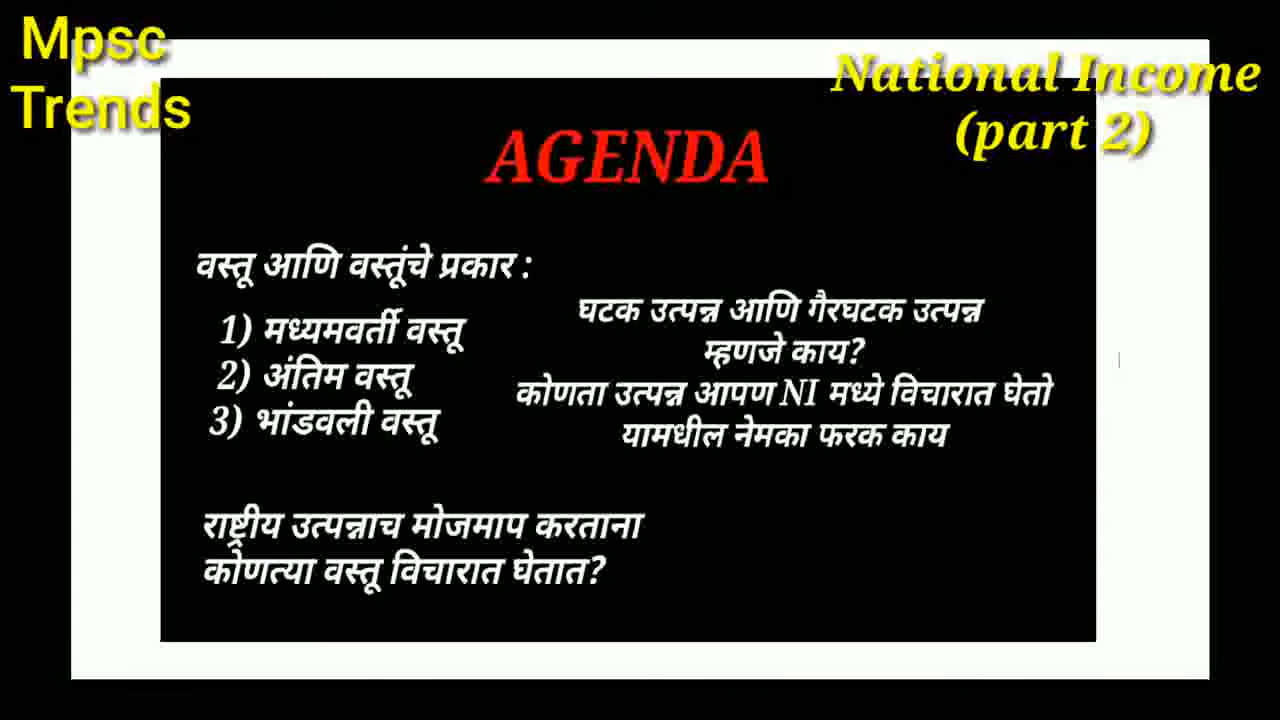 Mpsc
Trends
National Income
(part 2)
AGENDA
वस्तू आणि वस्तूंचे प्रकार :
1) मध्यमवर्ती वस्तू
2) अंतिम वस्तू
3) भांडवली वस्तू
घटक उत्पन्न आणि गैरघटक उत्पन्न
म्हणजे काय?
कोणता उत्पन्न आपण NI मध्ये विचारात घेतो
यामधील नेमका फरक काय
राष्ट्रीय उत्पन्नाच मोजमाप करताना
कोणत्या वस्तू विचारात घेतात?